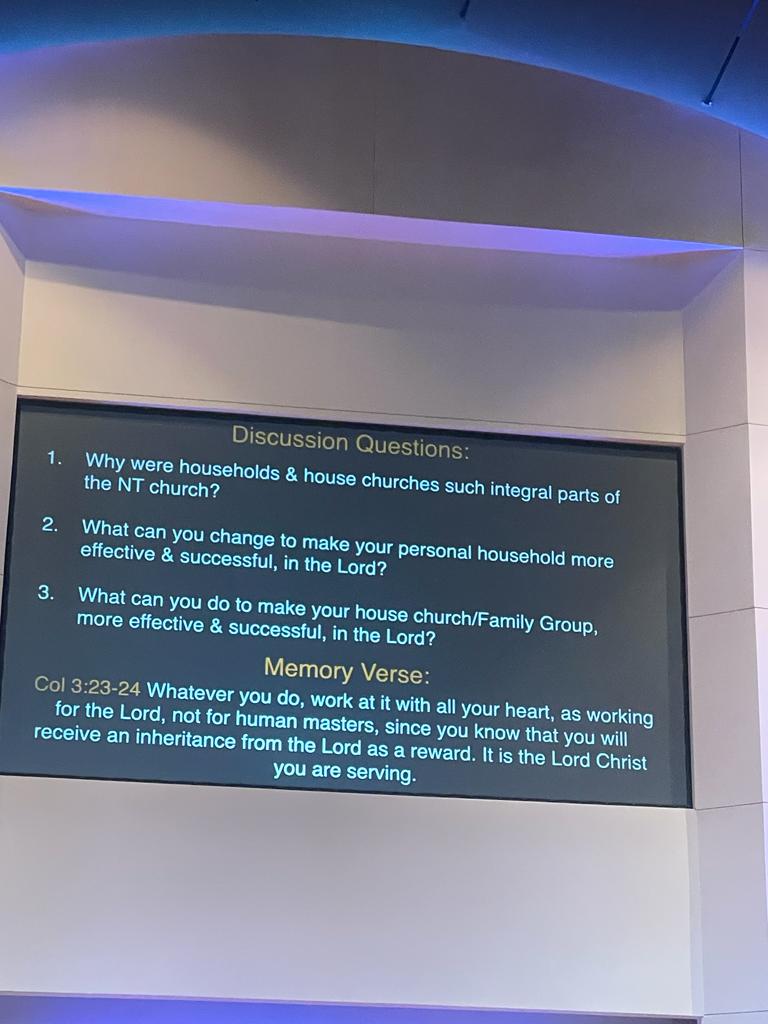 Discussion Questions:
1. Why were households & house churches such integral parts of
the NT church?
2. What can you change to make your personal household more
effective & successful, in the Lord?
3. What can you do to make your house church/Family Group,
more effective & successful, in the Lord?
Memory Verse:
Col 3:23-24 Whatever you do, work at it with all your heart, as working
for the Lord, not for human masters, since you know that you will
receive an inheritance from the Lord as a reward. It is the Lord Christ
you are serving.